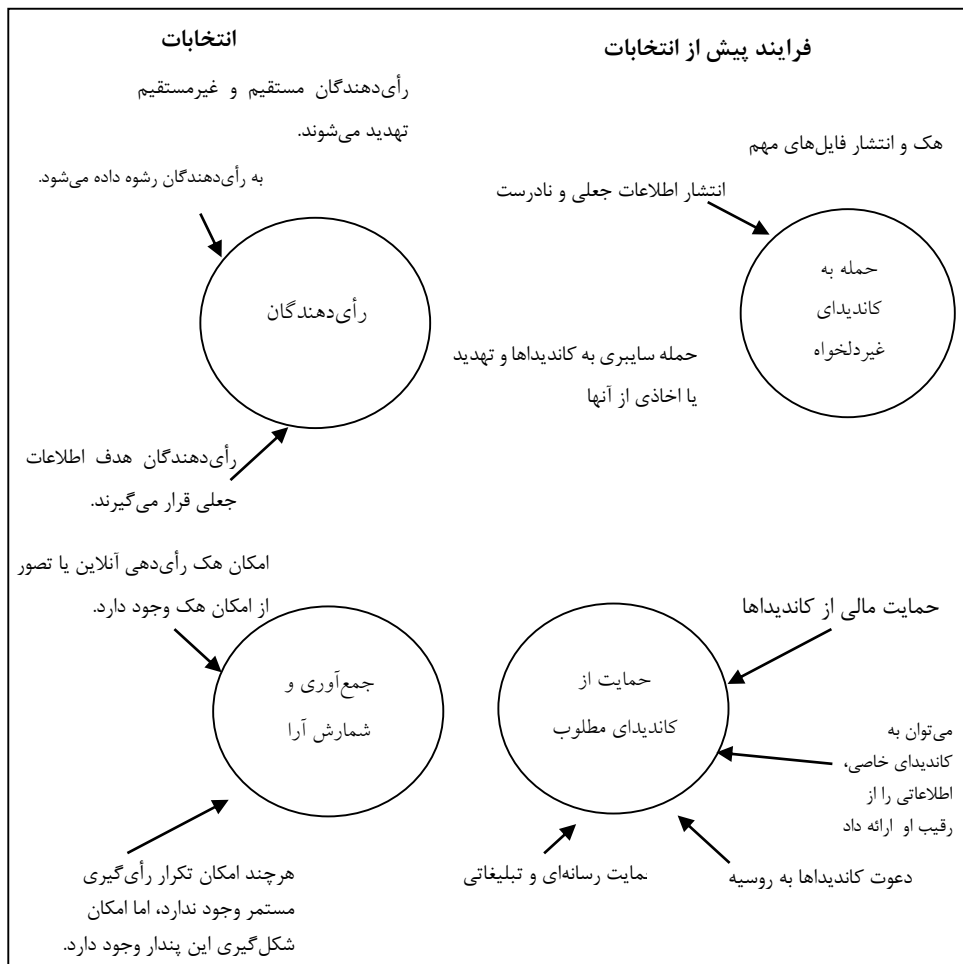 فرایند پیش از انتخابات
هک و انتشار فایل‌های مهم
انتشار اطلاعات جعلی و نادرست
حمله به
کاندیدای
غیردلخواه
حمله سایبری به کاندیداها و تهدید
یا اخاذی از آنها
حمایت مالی از کاندیداها
حمایت از
کاندیدای مطلوب
می‌توان به
کاندیدای خاصی،
اطلاعاتی را از
رقیب او ارائه داد
دعوت کاندیداها به روسیه
مایت رسانه‌ای و تبلیغاتی
انتخابات
رأی‌دهندگان مستقیم و غیرمستقیم
تهدید می‌شوند.
به رأی‌دهندگان رشوه داده می‌شود.
رأی‌دهندگان
رأی‌دهندگان هدف اطلاعات
جعلی قرار می‌گیرند.
امکان هک رأی‌دهی آنلاین یا تصور
از امکان هک وجود دارد.
جمع‌آوری و
شمارش آرا
هرچند امکان تکرار رأی‌گیری
مستمر وجود ندارد، اما امکان
شکل‌گیری این پندار وجود دارد.